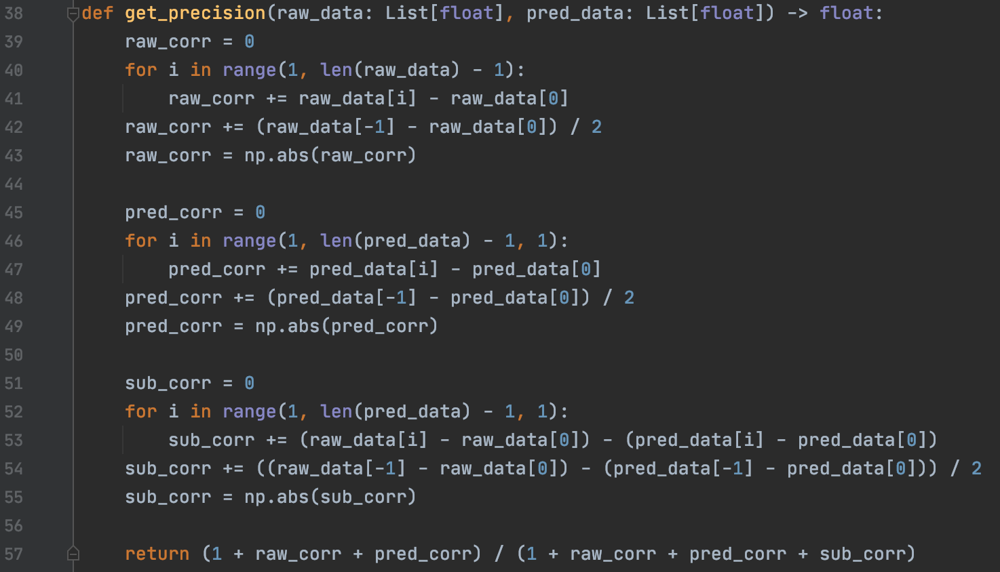 38 def get_precision(raw_data: List[float], pred_data: List[float]) -> float:
39     raw_corr = 0
40     for i in range(1, len(raw_data) - 1):
41         raw_corr += raw_data[i] - raw_data[0]
42     raw_corr += (raw_data[-1] - raw_data[0]) / 2
43     raw_corr = np.abs(raw_corr)
44
45     pred_corr = 0
46     for i in range(1, len(pred_data) - 1, 1):
47         pred_corr += pred_data[i] - pred_data[0]
48     pred_corr += (pred_data[-1] - pred_data[0]) / 2
49     pred_corr = np.abs(pred_corr)
50
51     sub_corr = 0
52     for i in range(1, len(pred_data) - 1, 1):
53         sub_corr += (raw_data[i] - raw_data[0]) - (pred_data[i] - pred_data[0])
54     sub_corr += ((raw_data[-1] - raw_data[0]) - (pred_data[-1] - pred_data[0])) / 2
55     sub_corr = np.abs(sub_corr)
56
57     return (1 + raw_corr + pred_corr) / (1 + raw_corr + pred_corr + sub_corr)